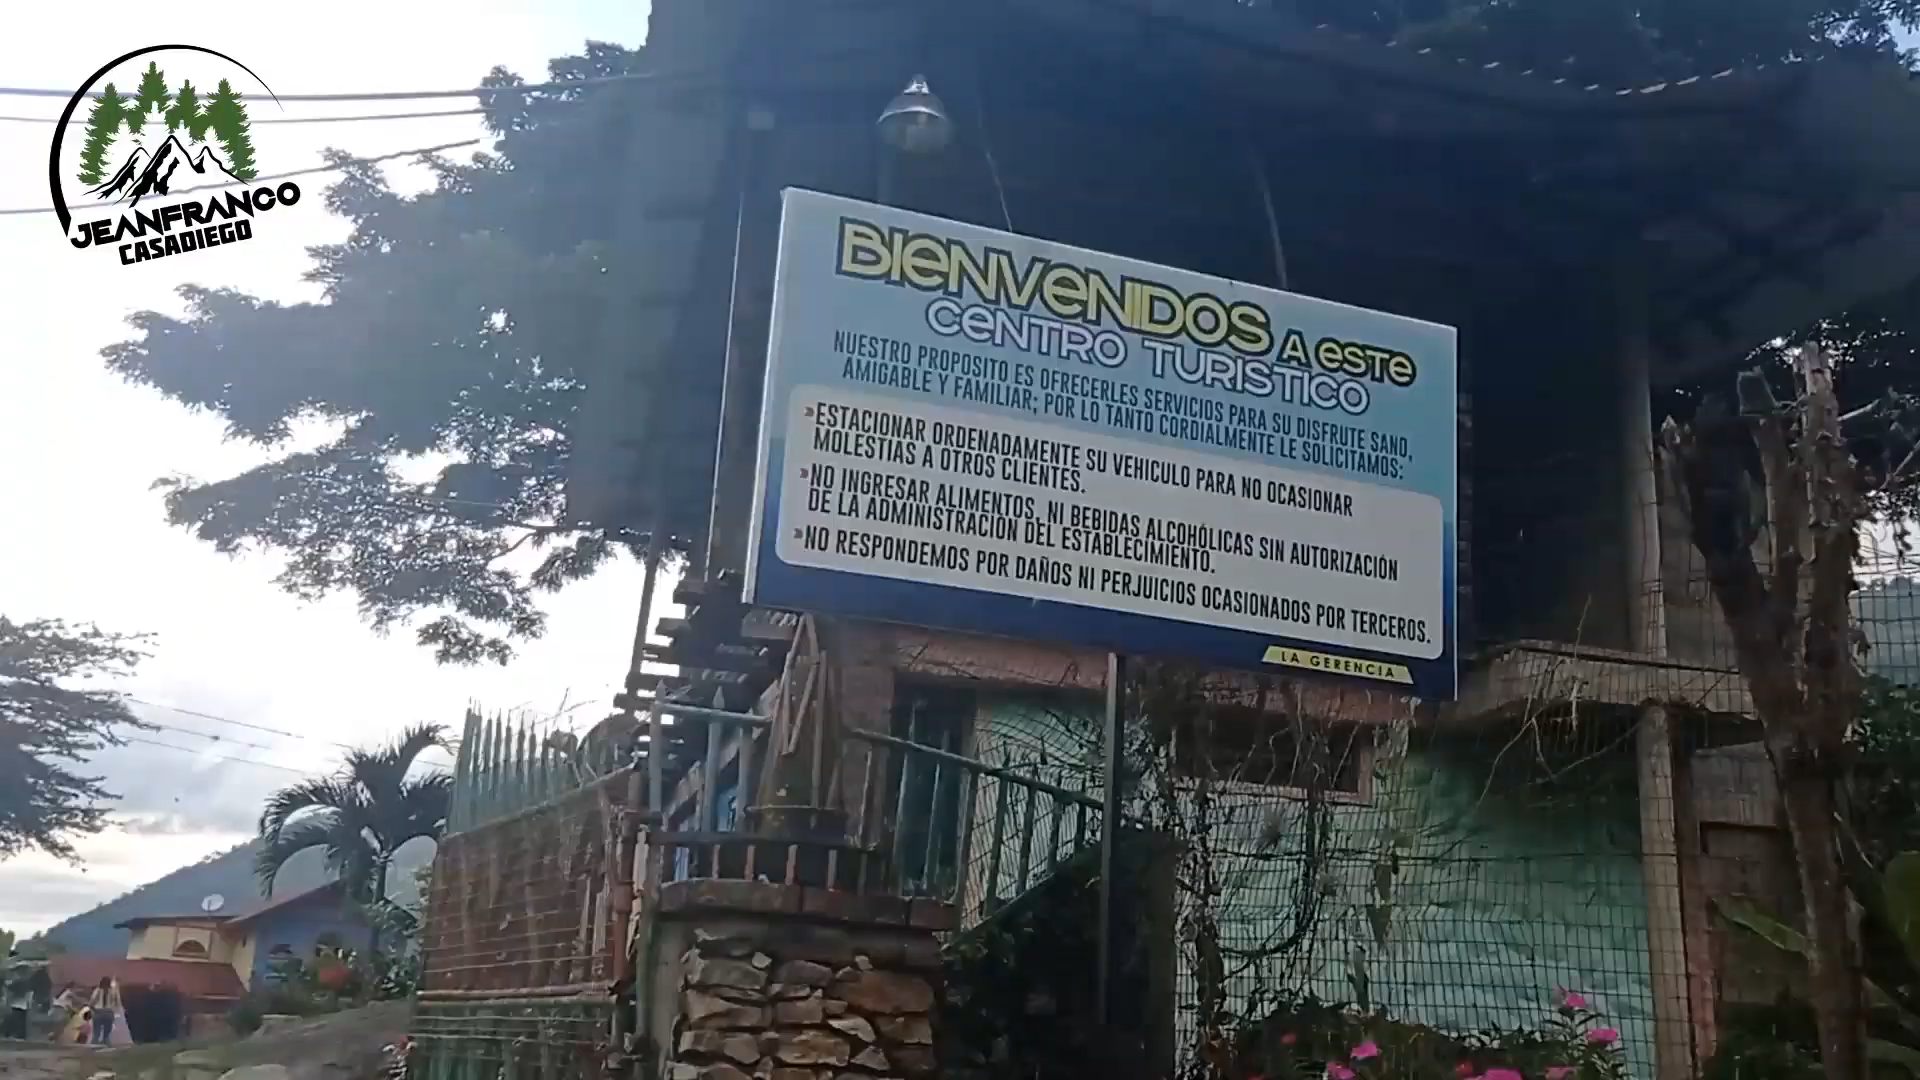 JEANFRANCO
CASADIEGO
BIENVENIDOS A ESTE
CENTRO TURISTICO
NUESTRO PROPOSITO ES OFRECERLES SERVICIOS PARA SU DISFRUTE SANO,
AMIGABLE Y FAMILIAR; POR LO TANTO CORDIALMENTE LE SOLICITAMOS:
»ESTACIONAR ORDENADAMENTE SU VEHICULO PARA NO OCASIONAR
MOLESTIAS A OTROS CLIENTES.
»NO INGRESAR ALIMENTOS, NI BEBIDAS ALCOHÓLICAS SIN AUTORIZACIÓN
DE LA ADMINISTRACIÓN DEL ESTABLECIMIENTO.
»NO RESPONDEMOS POR DAÑOS NI PERJUICIOS OCASIONADOS POR TERCEROS.
LA GERENCIA